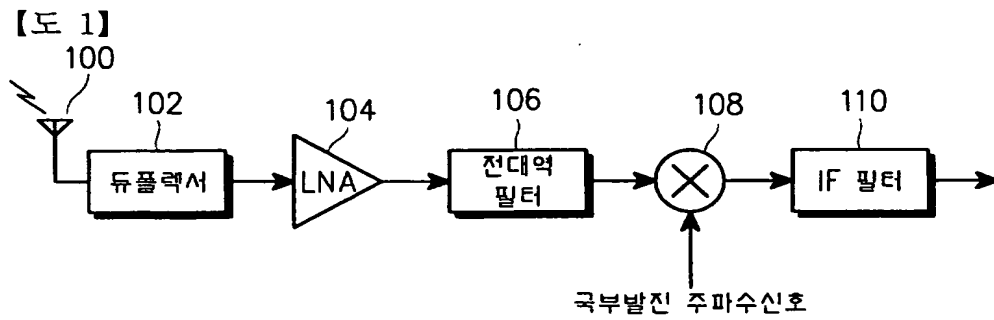 【도 1】
100
102
104
106
108
110
듀플렉서
LNA
전대역
필터
IF 필터
국부발진 주파수신호